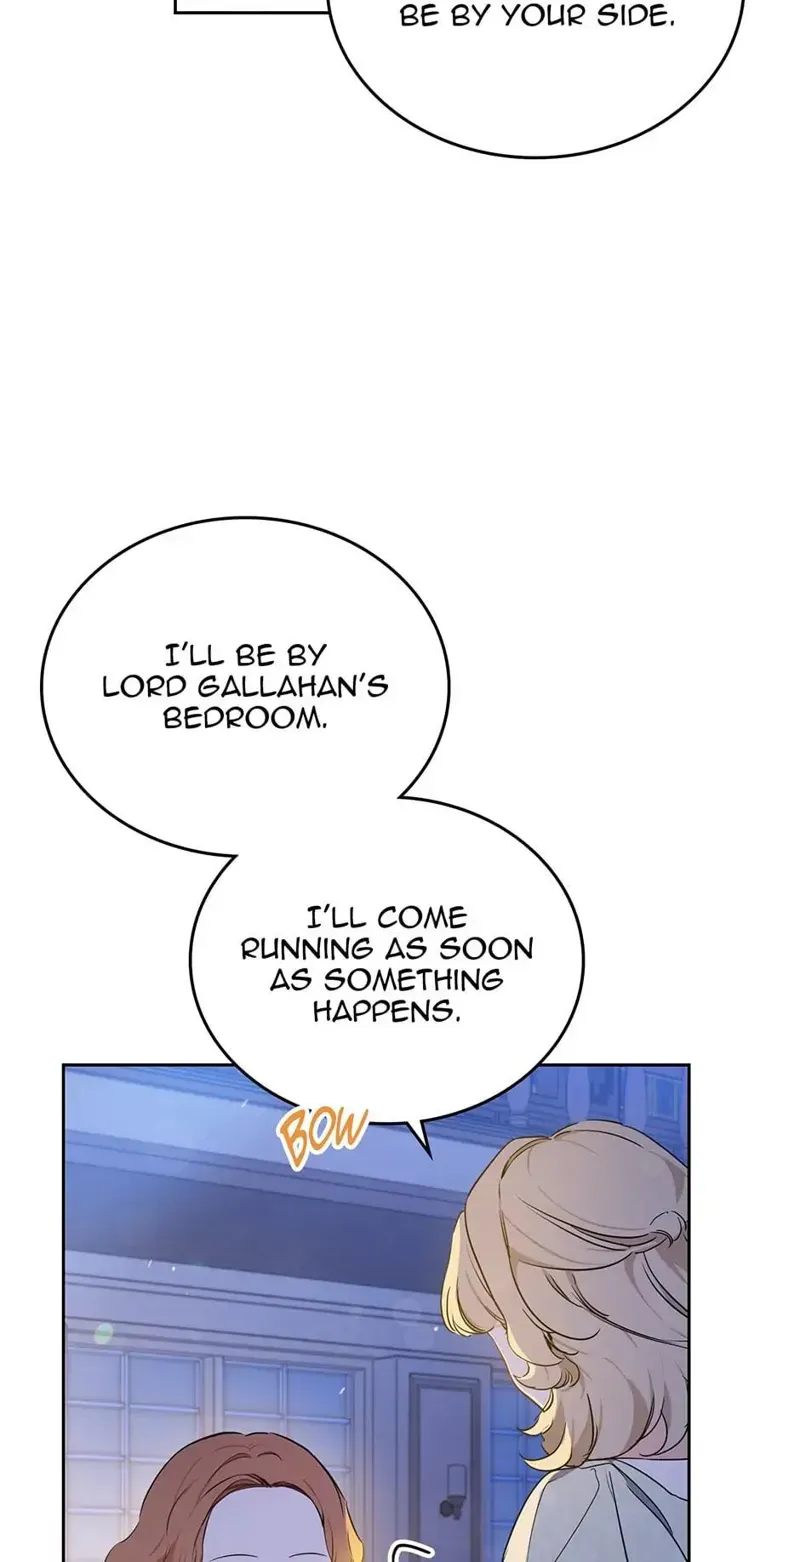 BE BY YOUR SIDE.
I'LL BE BY
LORD GALLAHAN'S
BEDROOM.
I'LL COME
RUNNING AS SOON
AS SOMETHING
HAPPENS.
BOW